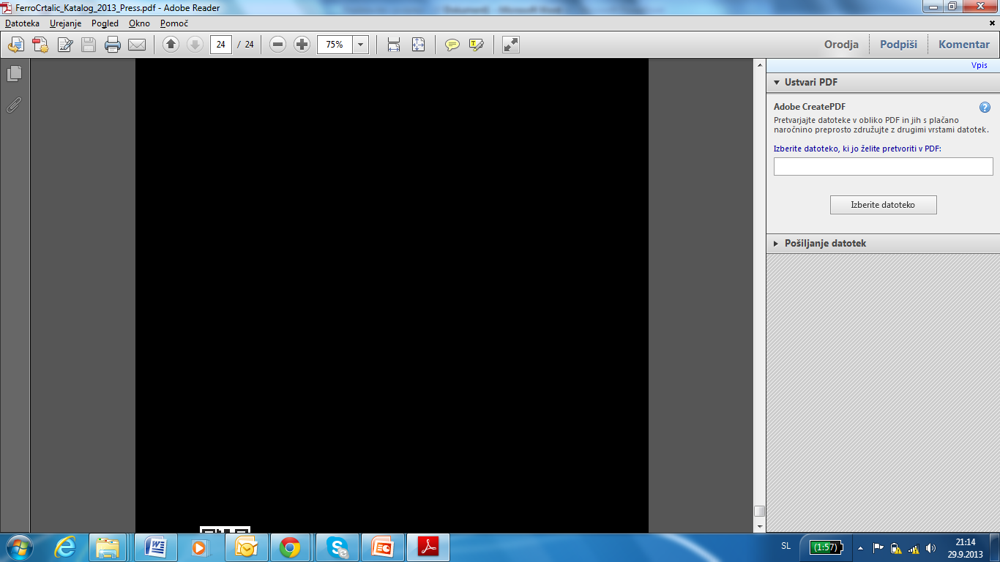 FerroCrtalic_Katalog_2013_Press.pdf - Adobe Reader
Datoteka Urejanje Pogled Okno Pomoč
24 / 24 75% Orodja Podpiši Komentar
Vpis
Ustvari PDF
Adobe CreatePDF
Pretvarjajte datoteke v obliko PDF in jih s plačano
naročnino preprosto združujte z drugimi vrstami datotek.
Izberite datoteko, ki jo želite pretvoriti v PDF:
Izberite datoteko
Pošiljanje datotek
SL (1:57) 21:14
29.9.2013